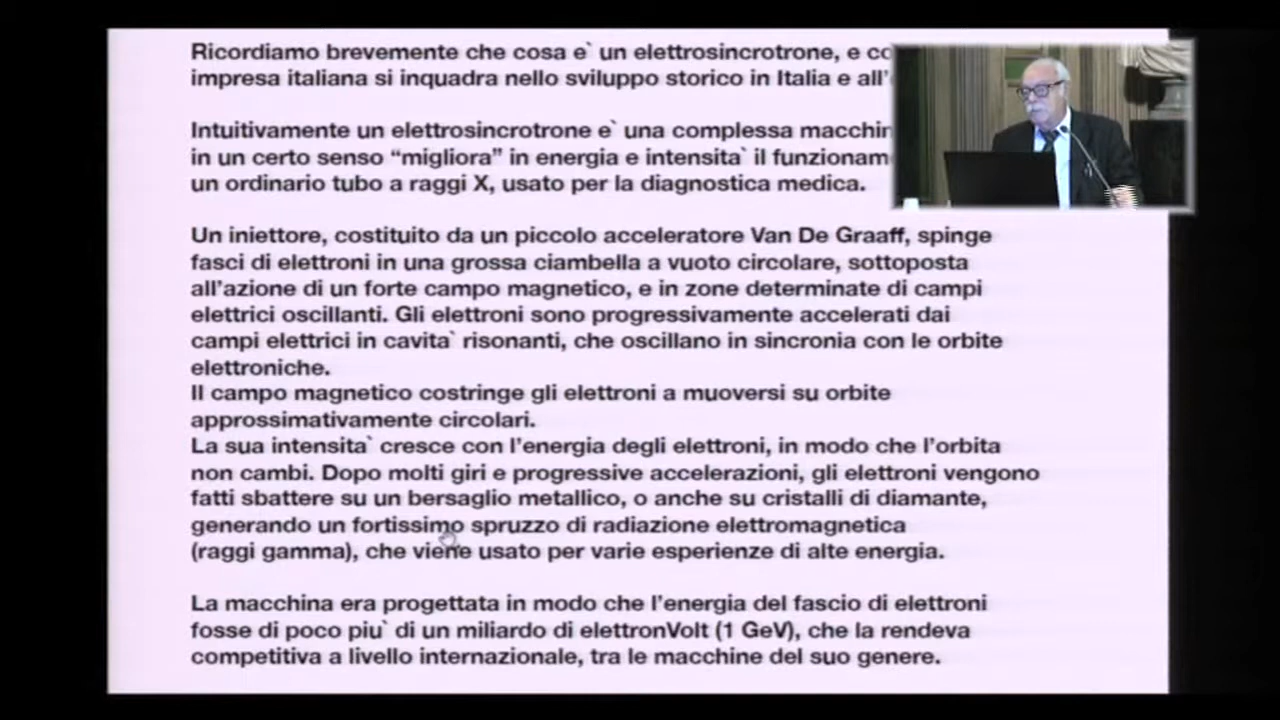 Ricordiamo brevemente che cosa e` un elettrosincrotrone, e
impresa italiana si inquadra nello sviluppo storico in Italia e
Intuitivamente un elettrosincrotrone e` una complessa
in un certo senso “migliora” in energia e intensita` il
un ordinario tubo a raggi X, usato per la diagnostica medica.
Un iniettore, costituito da un piccolo acceleratore Van De Graaff, spinge
fasci di elettroni in una grossa ciambella a vuoto circolare, sottoposta
all’azione di un forte campo magnetico, e in zone determinate di campi
elettrici oscillanti. Gli elettroni sono progressivamente accelerati dai
campi elettrici in cavita` risonanti, che oscillano in sincronia con le orbite
elettroniche.
Il campo magnetico costringe gli elettroni a muoversi su orbite
approssimativamente circolari.
La sua intensita` cresce con l’energia degli elettroni, in modo che l’orbita
non cambi. Dopo molti giri e progressive accelerazioni, gli elettroni vengono
fatti sbattere su un bersaglio metallico, o anche su cristalli di diamante,
generando un fortissimo spruzzo di radiazione elettromagnetica
(raggi gamma), che viene usato per varie esperienze di alte energia.
La macchina era progettata in modo che l’energia del fascio di elettroni
fosse di poco piu` di un miliardo di elettronVolt (1 GeV), che la rendeva
competitiva a livello internazionale, tra le macchine del suo genere.